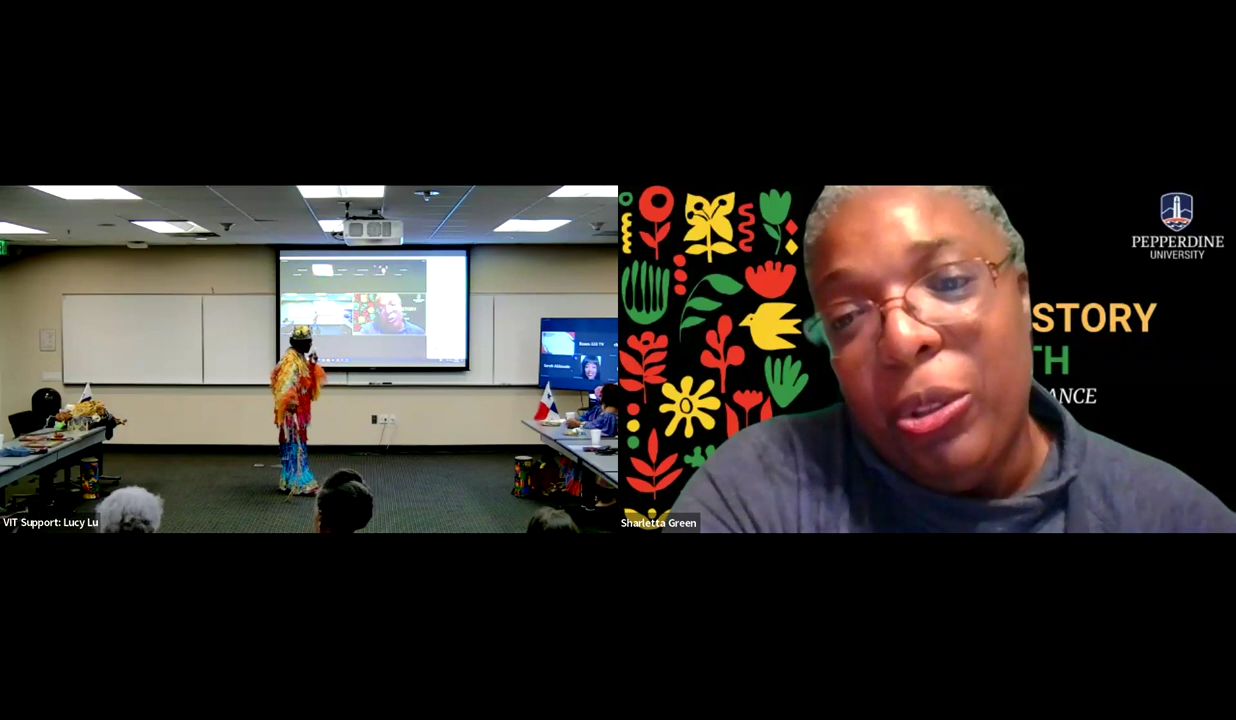 PEPPERDINE
UNIVERSITY
STORY
TH
ANCE
VIT Support: Lucy Lu
Sharletta Green